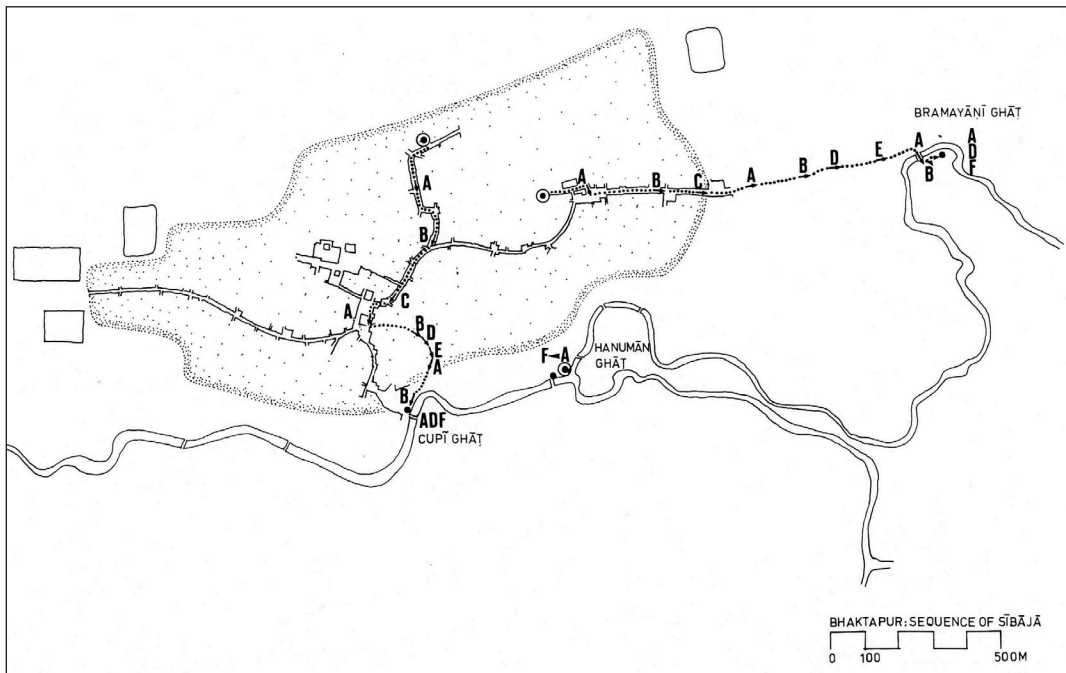 BRAMAYĀṆĪ GHĀṬ
A
D
F
A
B
E
D
B
A
C
B
A
A
B
C
A
B
D
E
A
B
ADF
CUPĪ GHĀṬ
F A
HANUMĀN
GHĀṬ
BHAKTAPUR: SEQUENCE OF SĪBĀJĀ
0 100 500M